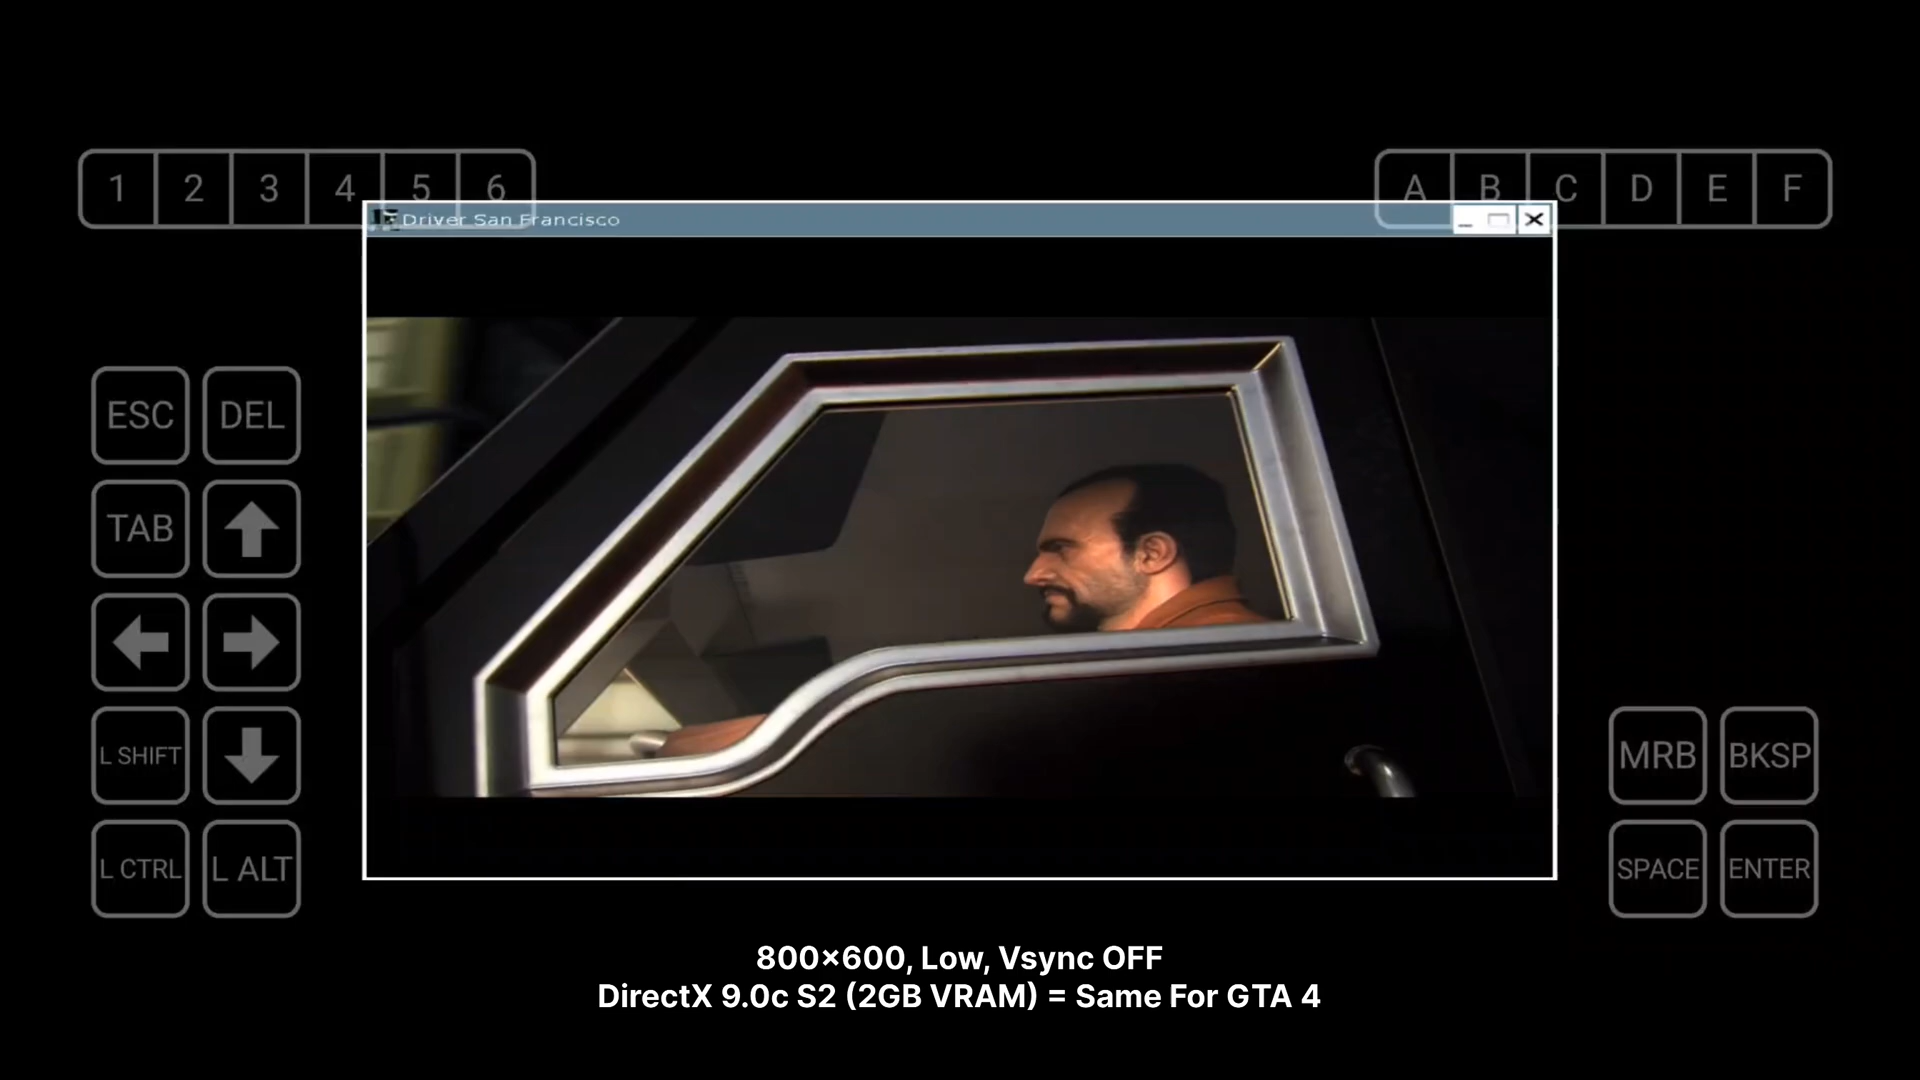 1 2 3 4 5 6
A B C D E F
Driver San Francisco
ESC DEL
TAB
L SHIFT
MRB BKSP
L CTRL L ALT
SPACE ENTER
800×600, Low, Vsync OFF
DirectX 9.0c S2 (2GB VRAM) = Same For GTA 4